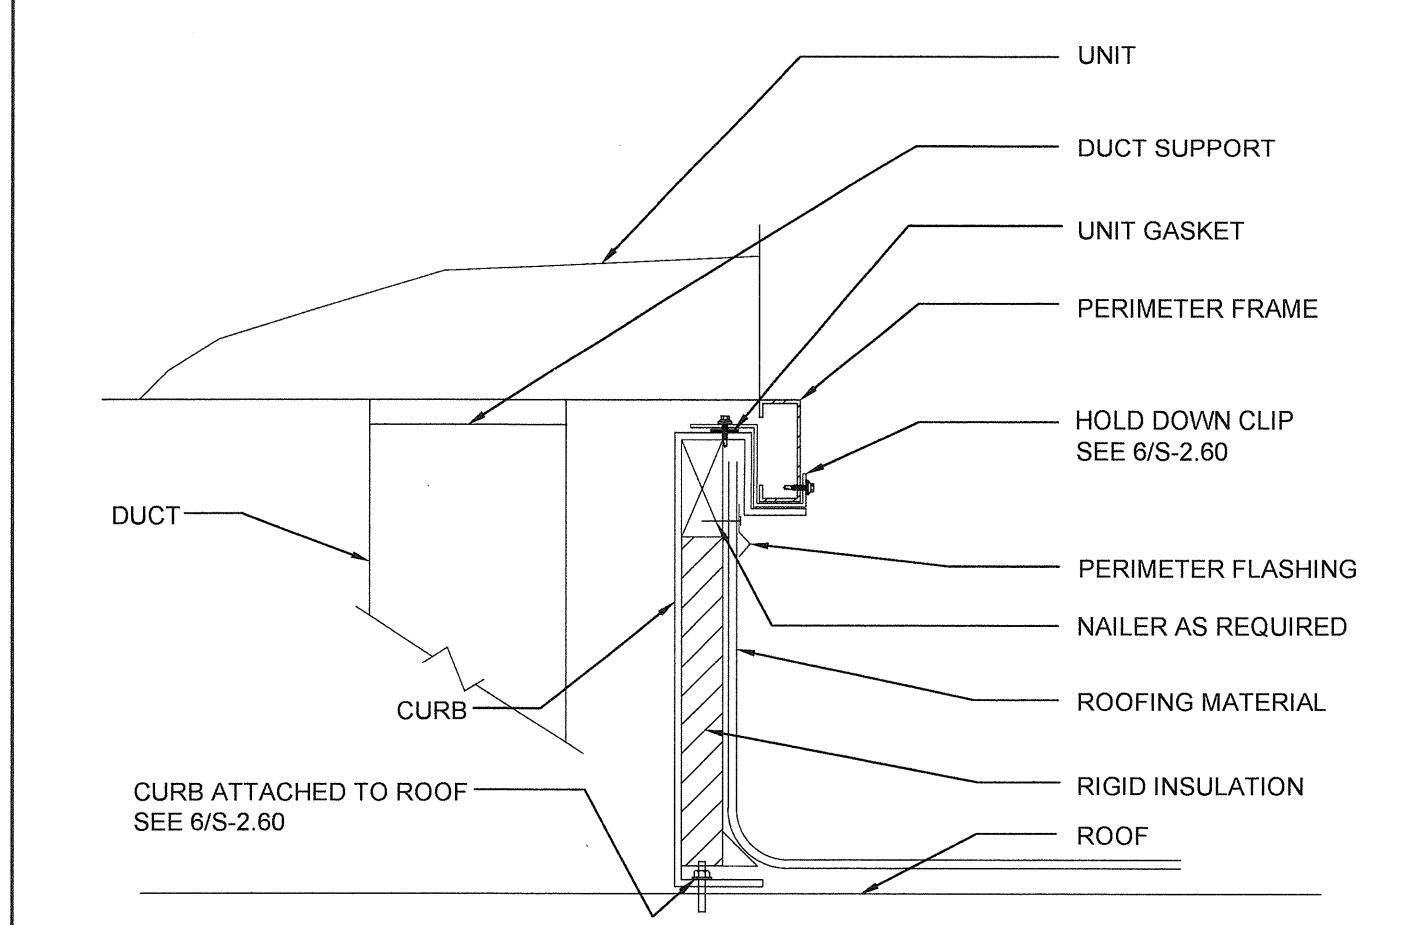 UNIT
DUCT SUPPORT
UNIT GASKET
PERIMETER FRAME
HOLD DOWN CLIP
SEE 6/S-2.60
DUCT
PERIMETER FLASHING
NAILER AS REQUIRED
CURB
ROOFING MATERIAL
RIGID INSULATION
CURB ATTACHED TO ROOF
SEE 6/S-2.60
ROOF